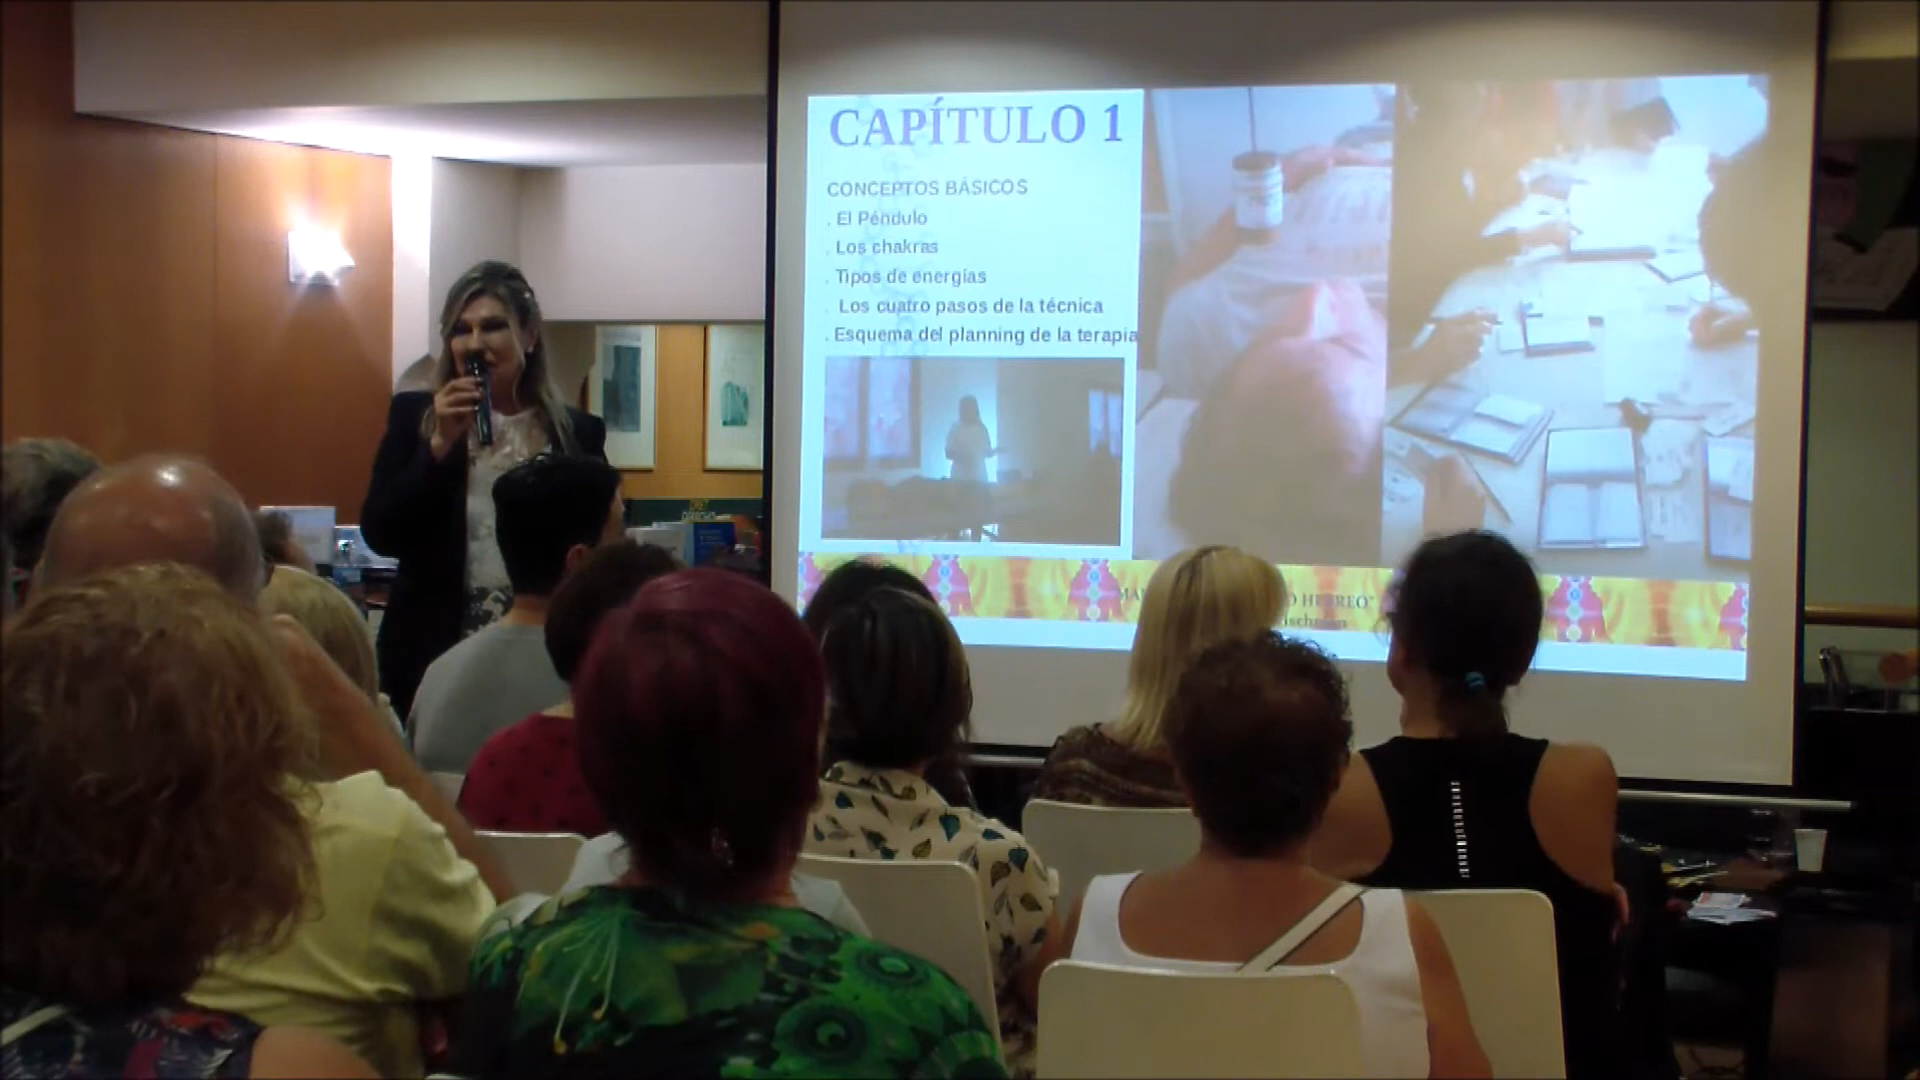 CAPÍTULO 1
CONCEPTOS BÁSICOS
. El Péndulo
. Los chakras
. Tipos de energías
. Los cuatro pasos de la técnica
. Esquema del planning de la terapia
HEBREO"